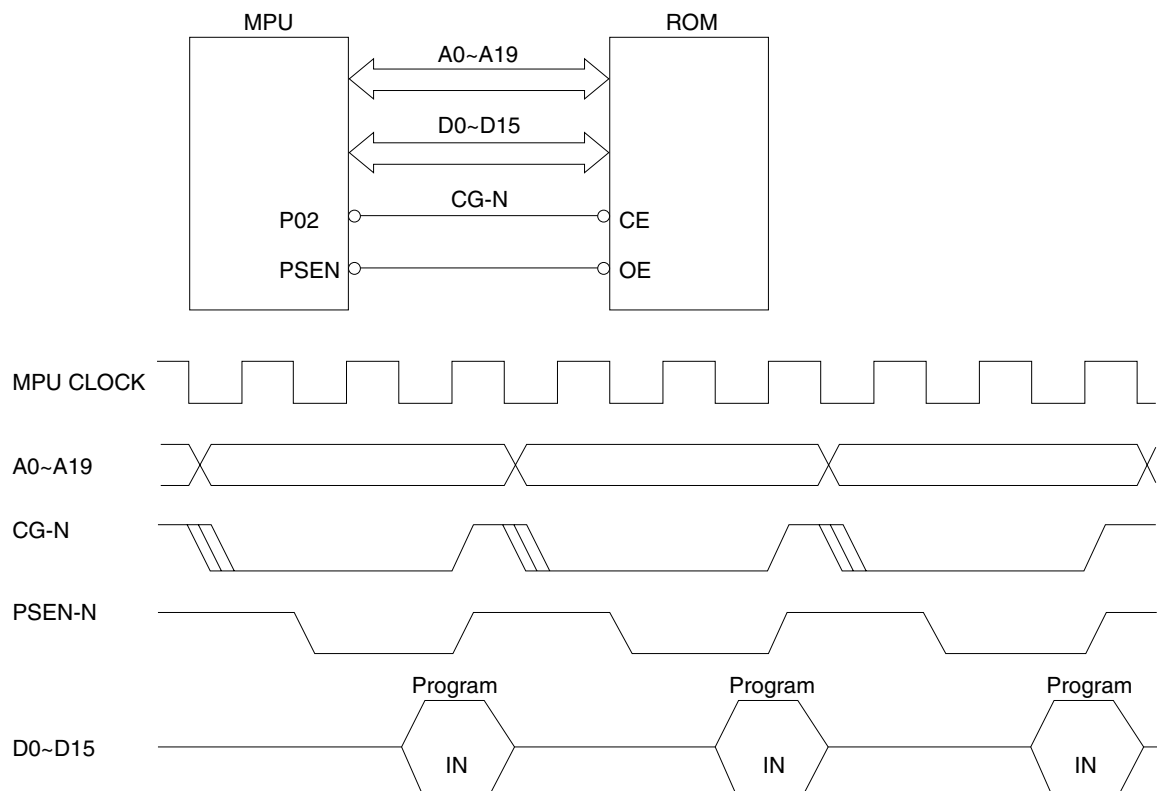 MPU ROM
A0~A19
D0~D15
CG-N
P02 CE
PSEN OE
MPU CLOCK
A0~A19
CG-N
PSEN-N
Program Program Program
D0~D15
IN IN IN